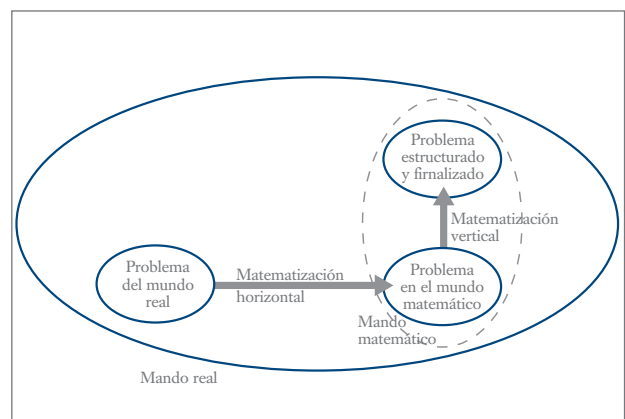 Problema
estructurado
y firnalizado
Matematización
vertical
Problema
del mundo
real
Matematización
horizontal
Problema
en el mundo
matemático
Mando
matemático
Mando real